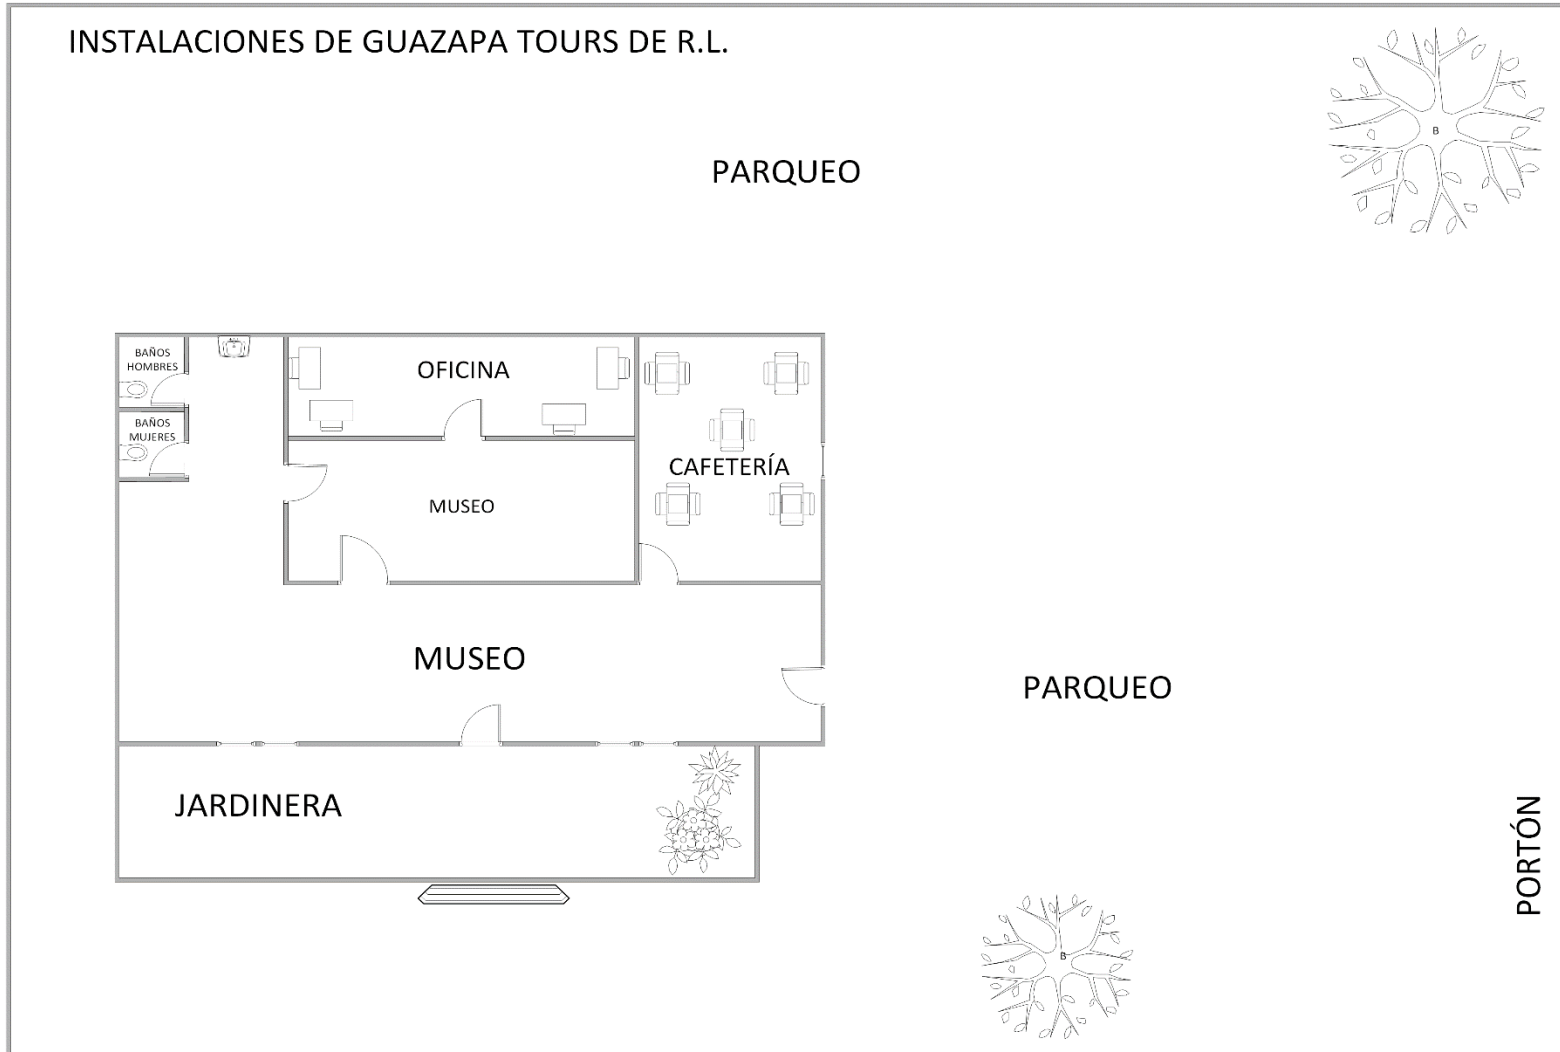 INSTALACIONES DE GUAZAPA TOURS DE R.L.
B
PARQUEO
BAÑOS
HOMBRES
OFICINA
BAÑOS
MUJERES
CAFETERÍA
MUSEO
MUSEO
PARQUEO
JARDINERA
PORTÓN
B